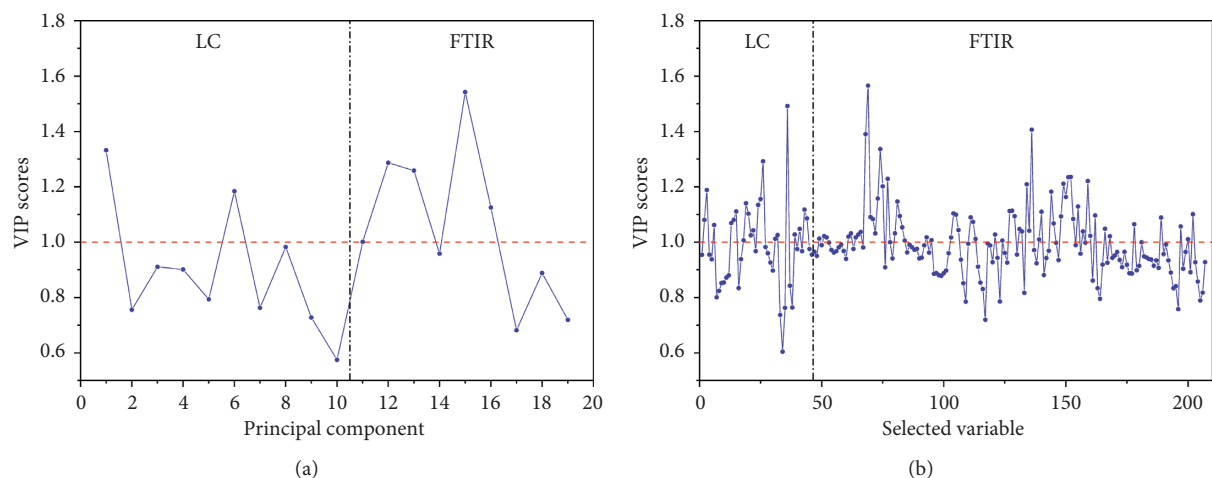 1.8
1.6
1.4
1.2
1.0
0.8
0.6
VIP scores
LC
FTIR
0 2 4 6 8 10 12 14 16 18 20
Principal component
(a)
1.8
1.6
1.4
1.2
1.0
0.8
0.6
VIP scores
LC
FTIR
0 50 100 150 200
Selected variable
(b)